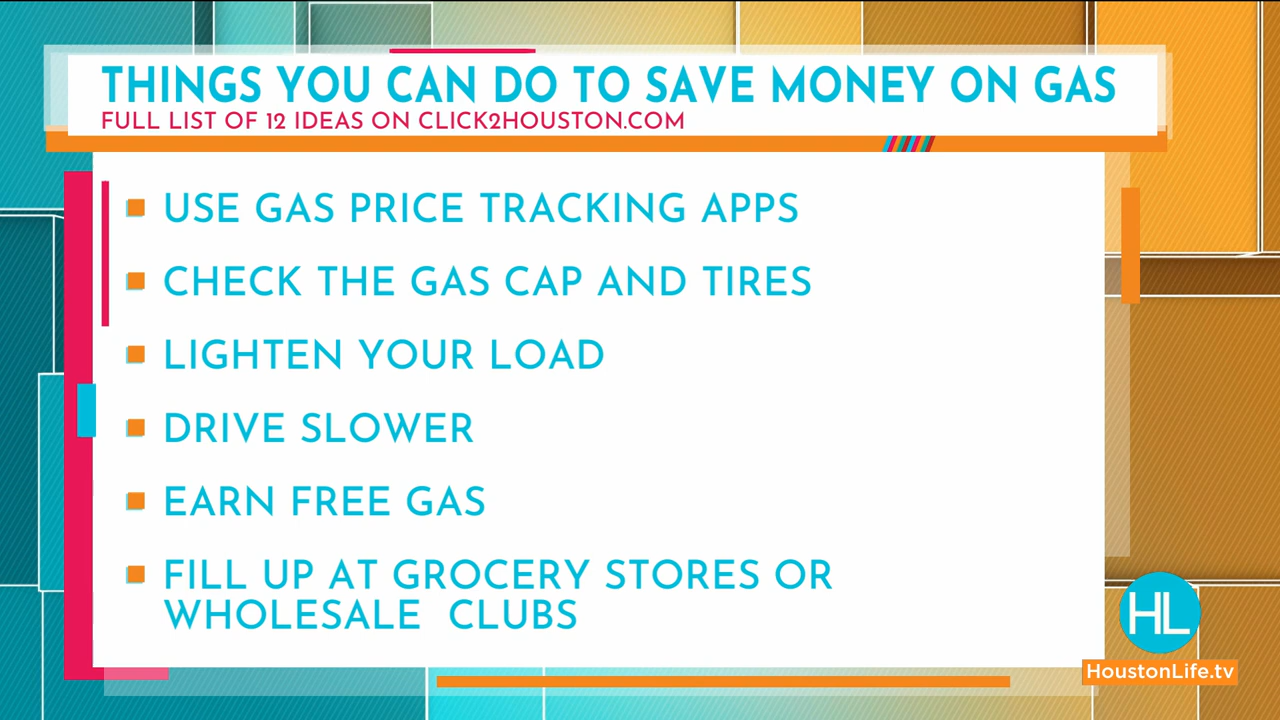 THINGS YOU CAN DO TO SAVE MONEY ON GAS
FULL LIST OF 12 IDEAS ON CLICK2HOUSTON.COM
USE GAS PRICE TRACKING APPS
CHECK THE GAS CAP AND TIRES
LIGHTEN YOUR LOAD
DRIVE SLOWER
EARN FREE GAS
FILL UP AT GROCERY STORES OR
WHOLESALE  CLUBS
HL
HoustonLife.tv